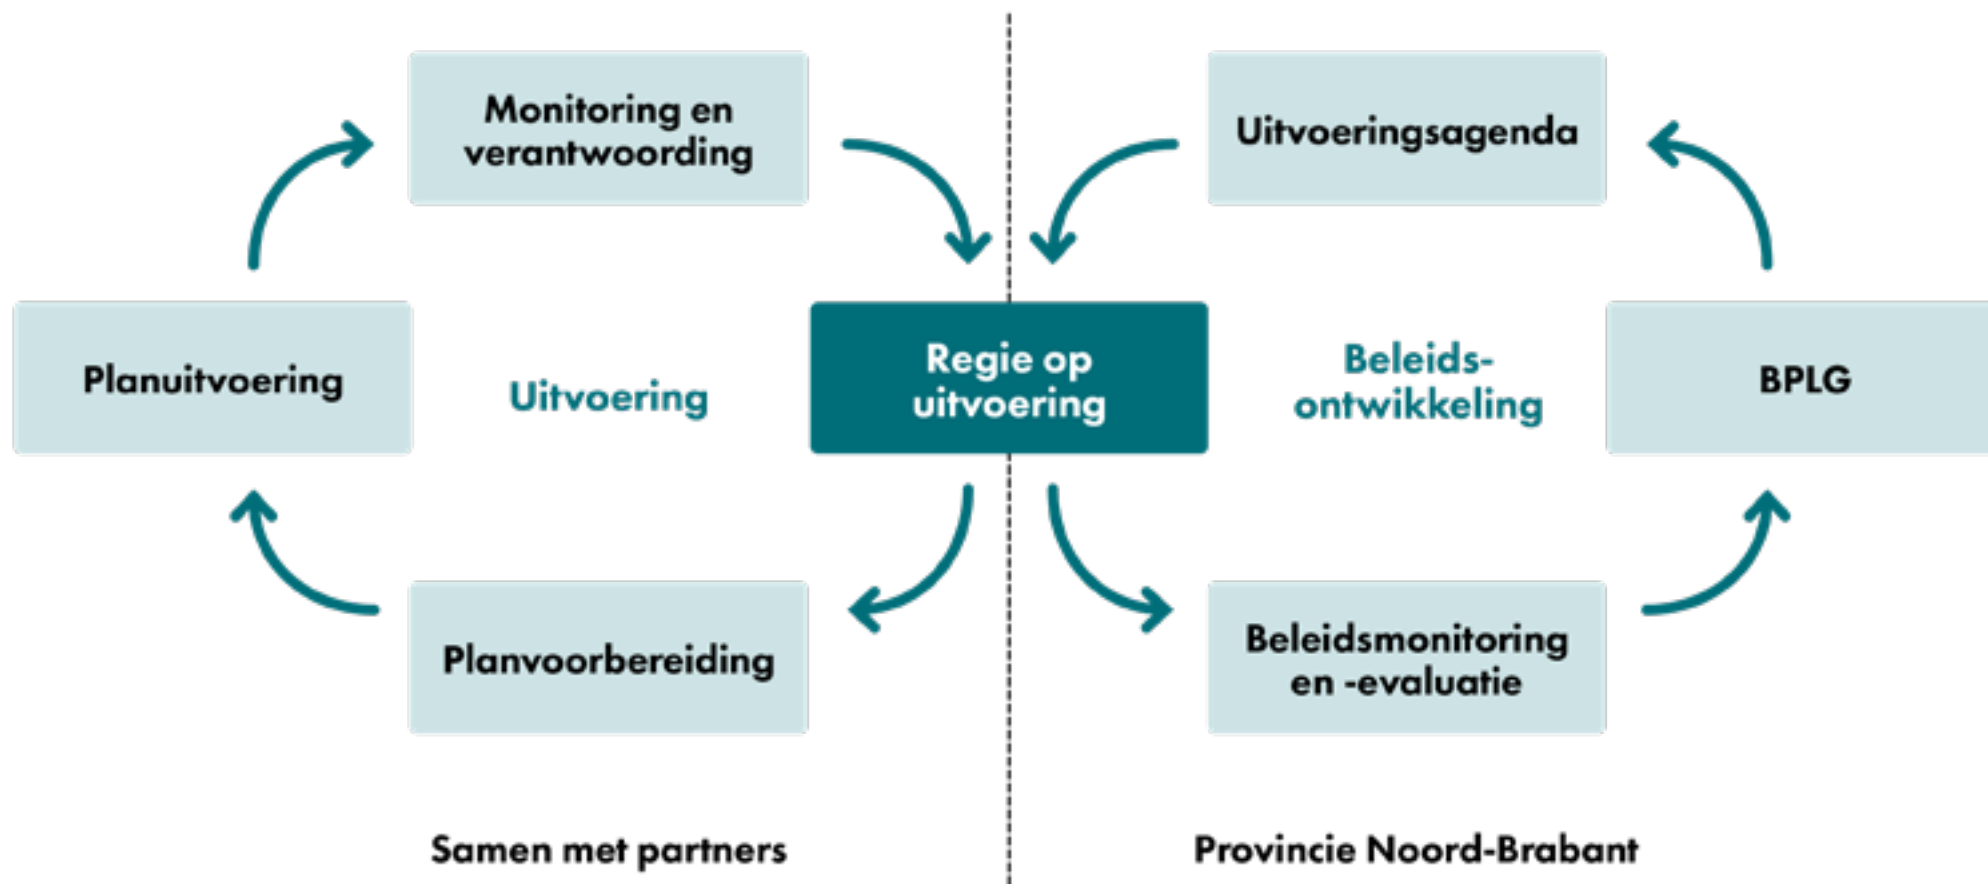 Monitoring en
verantwoording
Uitvoeringsagenda
Planuitvoering
Uitvoering
Regie op
uitvoering
Beleids-
ontwikkeling
BPLG
Planvoorbereiding
Beleidsmonitoring
en -evaluatie
Samen met partners
Provincie Noord-Brabant